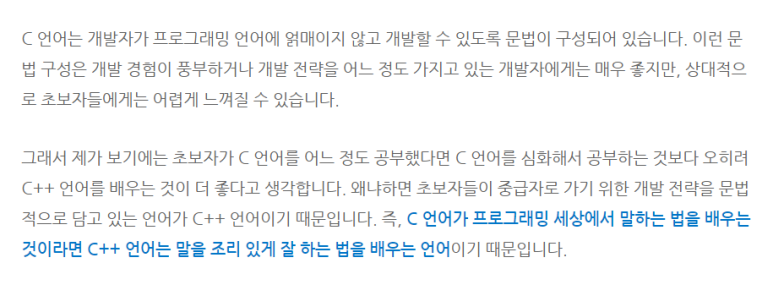 C 언어는 개발자가 프로그래밍 언어에 얽매이지 않고 개발할 수 있도록 문법이 구성되어 있습니다. 이런 문
법 구성은 개발 경험이 풍부하거나 개발 전략을 어느 정도 가지고 있는 개발자에게는 매우 좋지만, 상대적으
로 초보자들에게는 어렵게 느껴질 수 있습니다.
그래서 제가 보기에는 초보자가 C 언어를 어느 정도 공부했다면 C 언어를 심화해서 공부하는 것보다 오히려
C++ 언어를 배우는 것이 더 좋다고 생각합니다. 왜냐하면 초보자들이 중급자로 가기 위한 개발 전략을 문법
적으로 담고 있는 언어가 C++ 언어이기 때문입니다. 즉, C 언어가 프로그래밍 세상에서 말하는 법을 배우는
것이라면 C++ 언어는 말을 조리 있게 잘 하는 법을 배우는 언어이기 때문입니다.